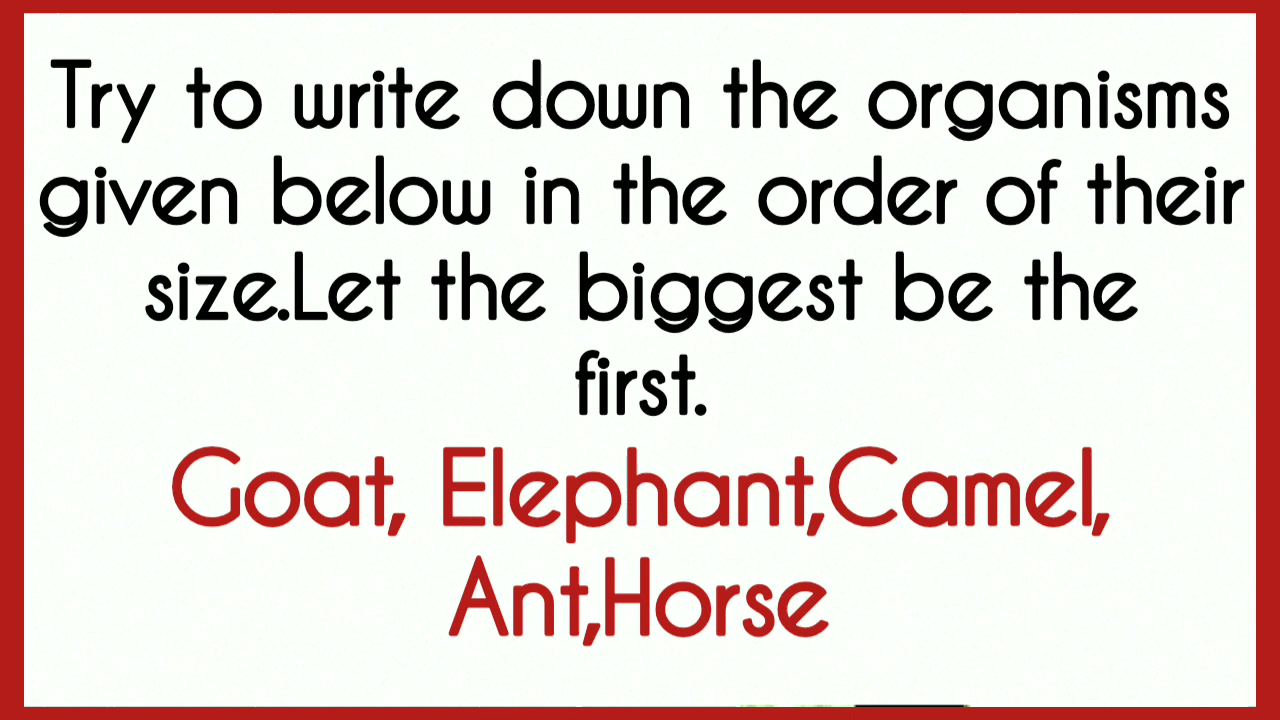 Try to write down the organisms
given below in the order of their
size.Let the biggest be the
first.
Goat, Elephant,Camel,
Ant,Horse